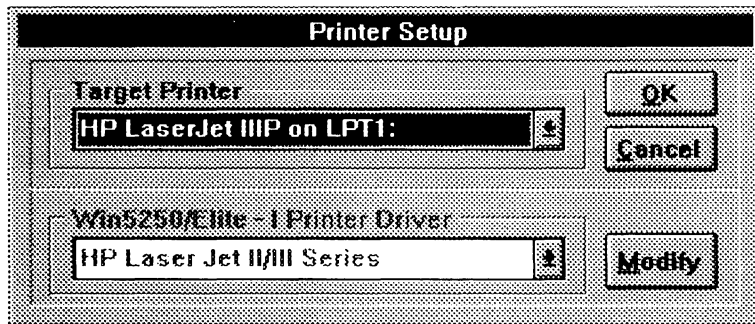 Printer Setup
Target Printer
HP LaserJet IIIP on LPT1:
OK
Cancel
Win5250/Elite - I Printer Driver
HP Laser Jet II/III Series
Modify